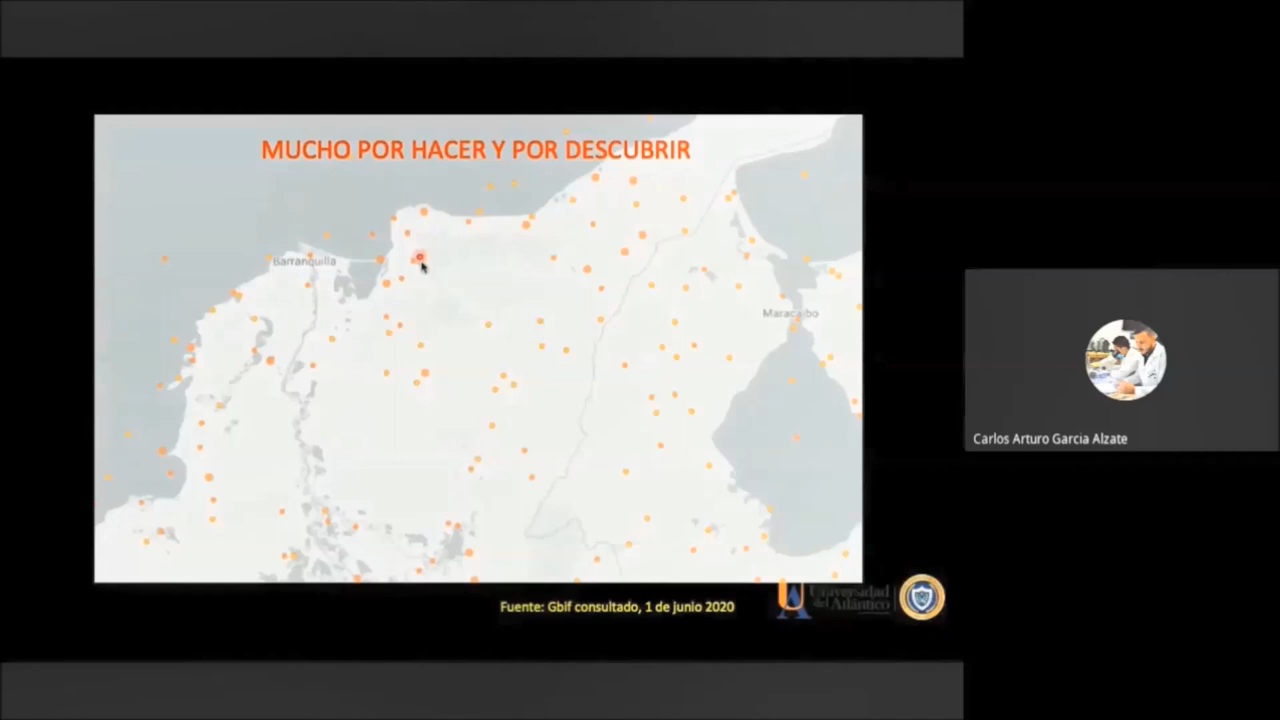 MUCHO POR HACER Y POR DESCUBRIR
Barranquilla
Maracaibo
Carlos Arturo Garcia Alzate
Fuente: Gbif consultado, 1 de junio 2020
Universidad
del Atlántico